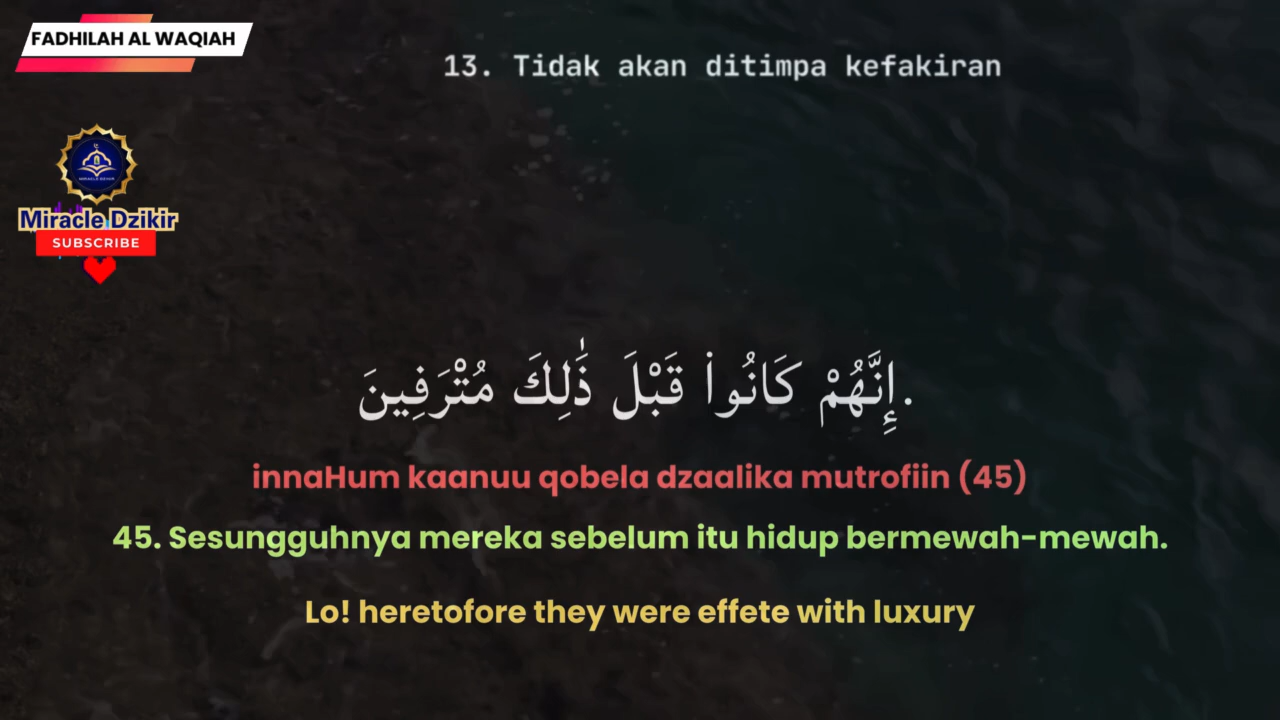 FADHILAH AL WAQIAH
13. Tidak akan ditimpa kefakiran
Miracle Dzikir
SUBSCRIBE
إِنَّهُمْ كَانُوا۟ قَبْلَ ذَٰلِكَ مُتْرَفِينَ.
innaHum kaanuu qobela dzaalika mutrofiin (45)
45. Sesungguhnya mereka sebelum itu hidup bermewah-mewah.
Lo! heretofore they were effete with luxury